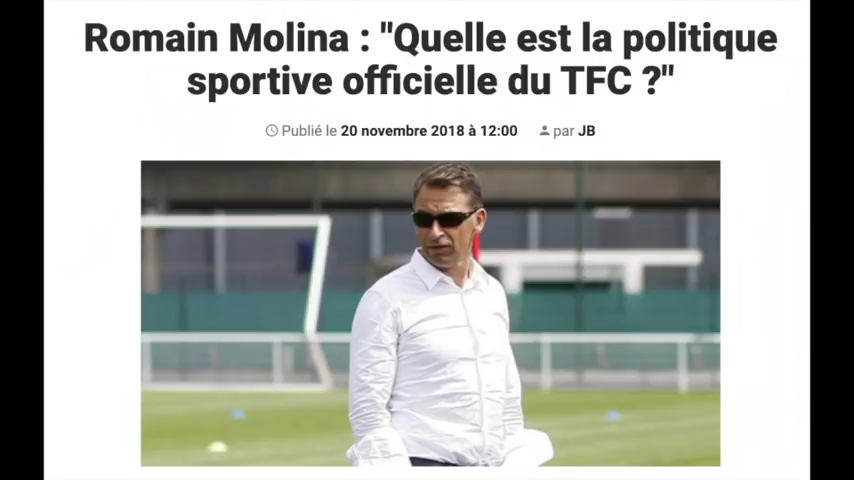 Romain Molina : "Quelle est la politique
sportive officielle du TFC ?"
Publié le 20 novembre 2018 à 12:00 par JB